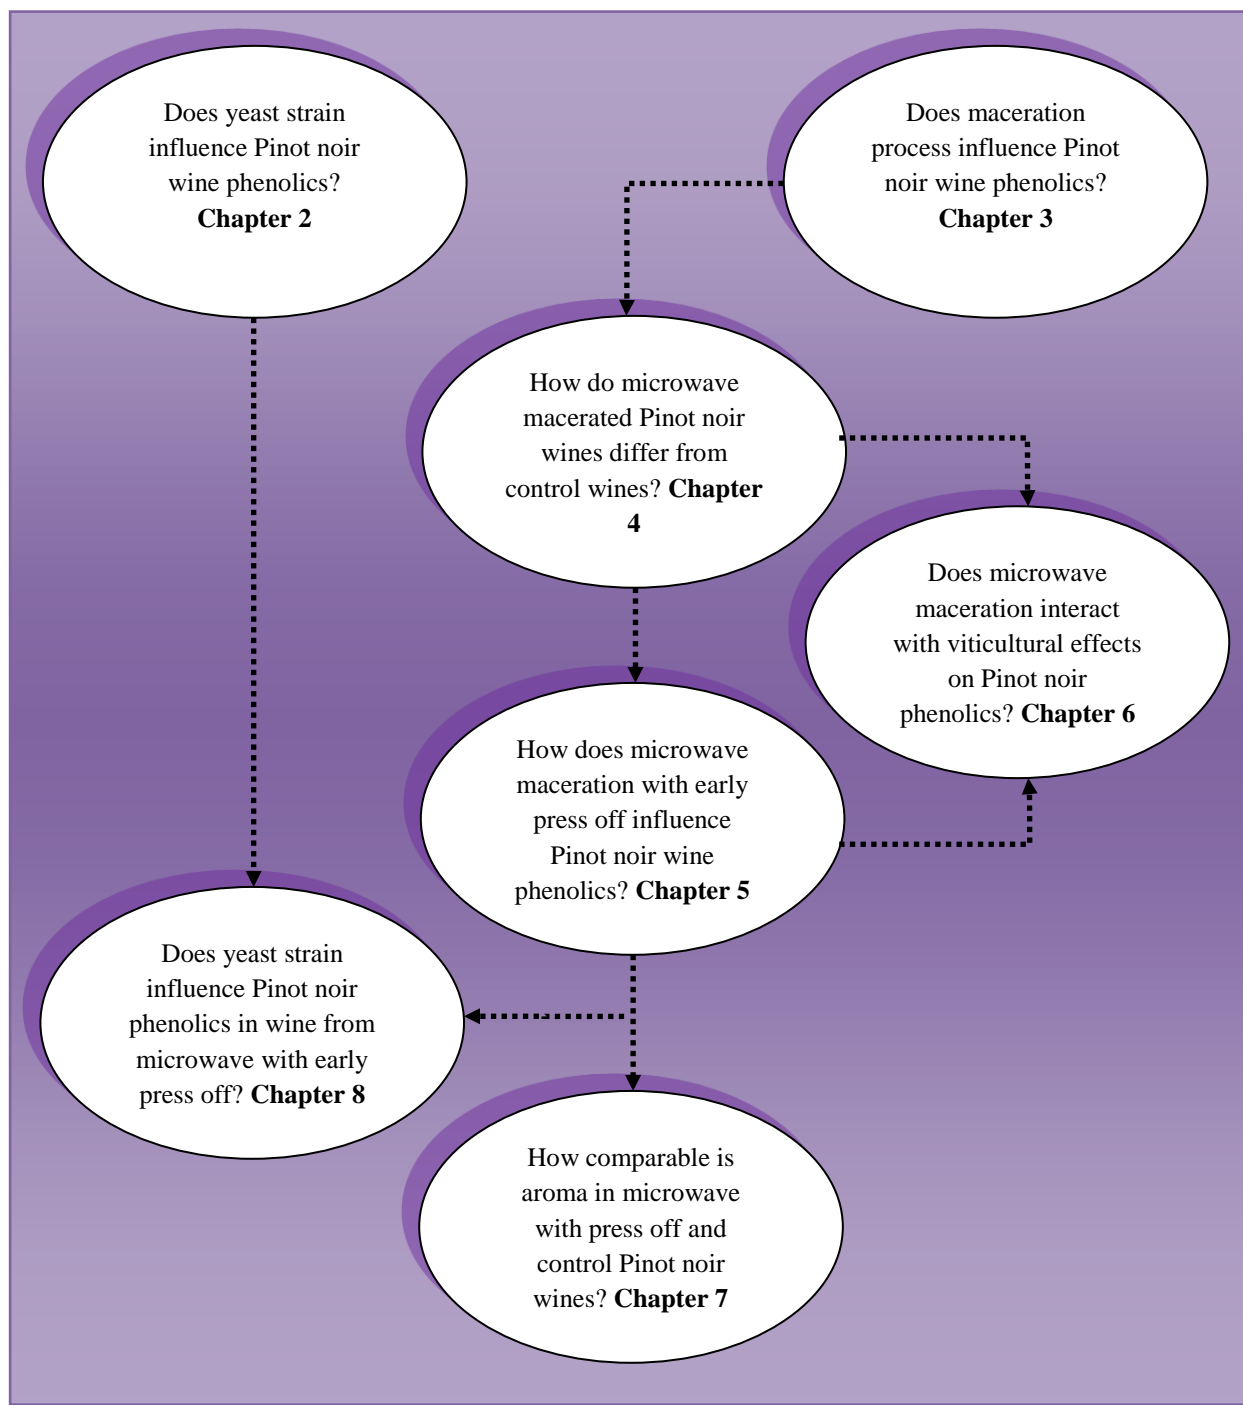 Does yeast strain
influence Pinot noir
wine phenolics?
Chapter 2
Does maceration
process influence Pinot
noir wine phenolics?
Chapter 3
How do microwave
macerated Pinot noir
wines differ from
control wines? Chapter
4
Does microwave
maceration interact
with viticultural effects
on Pinot noir
phenolics? Chapter 6
How does microwave
maceration with early
press off influence
Pinot noir wine
phenolics? Chapter 5
Does yeast strain
influence Pinot noir
phenolics in wine from
microwave with early
press off? Chapter 8
How comparable is
aroma in microwave
with press off and
control Pinot noir
wines? Chapter 7